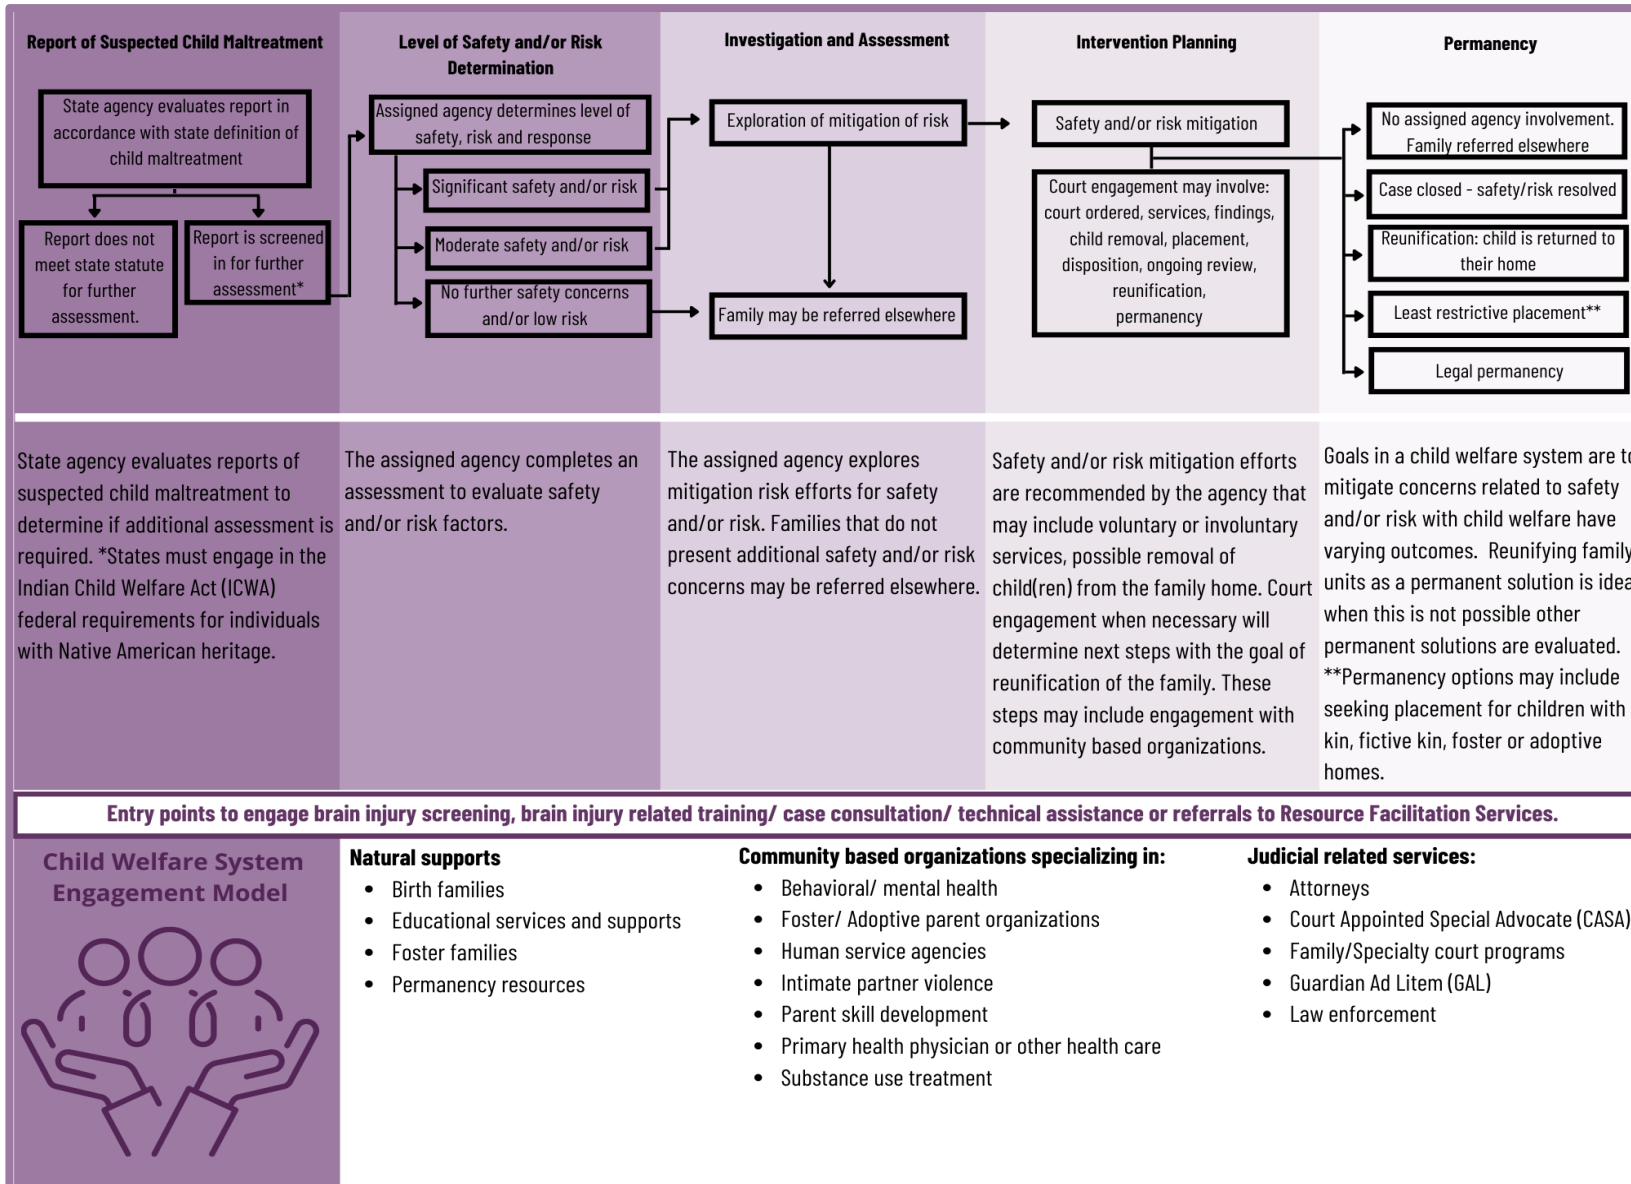 Report of Suspected Child Maltreatment
State agency evaluates report in
accordance with state definition of
child maltreatment
Report does not
meet state statute
for further
assessment.
Report is screened
in for further
assessment*
Level of Safety and/or Risk
Determination
Assigned agency determines level of
safety, risk and response
Significant safety and/or risk
Moderate safety and/or risk
No further safety concerns
and/or low risk
Investigation and Assessment
Exploration of mitigation of risk
Family may be referred elsewhere
Intervention Planning
Safety and/or risk mitigation
Court engagement may involve:
court ordered, services, findings,
child removal, placement,
disposition, ongoing review,
reunification,
permanency
Permanency
No assigned agency involvement.
Family referred elsewhere
Case closed - safety/risk resolved
Reunification: child is returned to
their home
Least restrictive placement**
Legal permanency
State agency evaluates reports of
suspected child maltreatment to
determine if additional assessment is
required. *States must engage in the
Indian Child Welfare Act (ICWA)
federal requirements for individuals
with Native American heritage.
The assigned agency completes an
assessment to evaluate safety
and/or risk factors.
The assigned agency explores
mitigation risk efforts for safety
and/or risk. Families that do not
present additional safety and/or risk
concerns may be referred elsewhere.
Safety and/or risk mitigation efforts
are recommended by the agency that
may include voluntary or involuntary
services, possible removal of
child(ren) from the family home. Court
engagement when necessary will
determine next steps with the goal of
reunification of the family. These
steps may include engagement with
community based organizations.
Goals in a child welfare system are to
mitigate concerns related to safety
and/or risk with child welfare have
varying outcomes. Reunifying family
units as a permanent solution is
when this is not possible other
permanent solutions are evaluated.
**Permanency options may include
seeking placement for children with
kin, fictive kin, foster or adoptive
homes.
Entry points to engage brain injury screening, brain injury related training/ case consultation/ technical assistance or referrals to Resource Facilitation Services.
Child Welfare System
Engagement Model
Natural supports
• Birth families
• Educational services and supports
• Foster families
• Permanency resources
Community based organizations specializing in:
• Behavioral/ mental health
• Foster/ Adoptive parent organizations
• Human service agencies
• Intimate partner violence
• Parent skill development
• Primary health physician or other health care
• Substance use treatment
Judicial related services:
• Attorneys
• Court Appointed Special Advocate (CASA)
• Family/Specialty court programs
• Guardian Ad Litem (GAL)
• Law enforcement